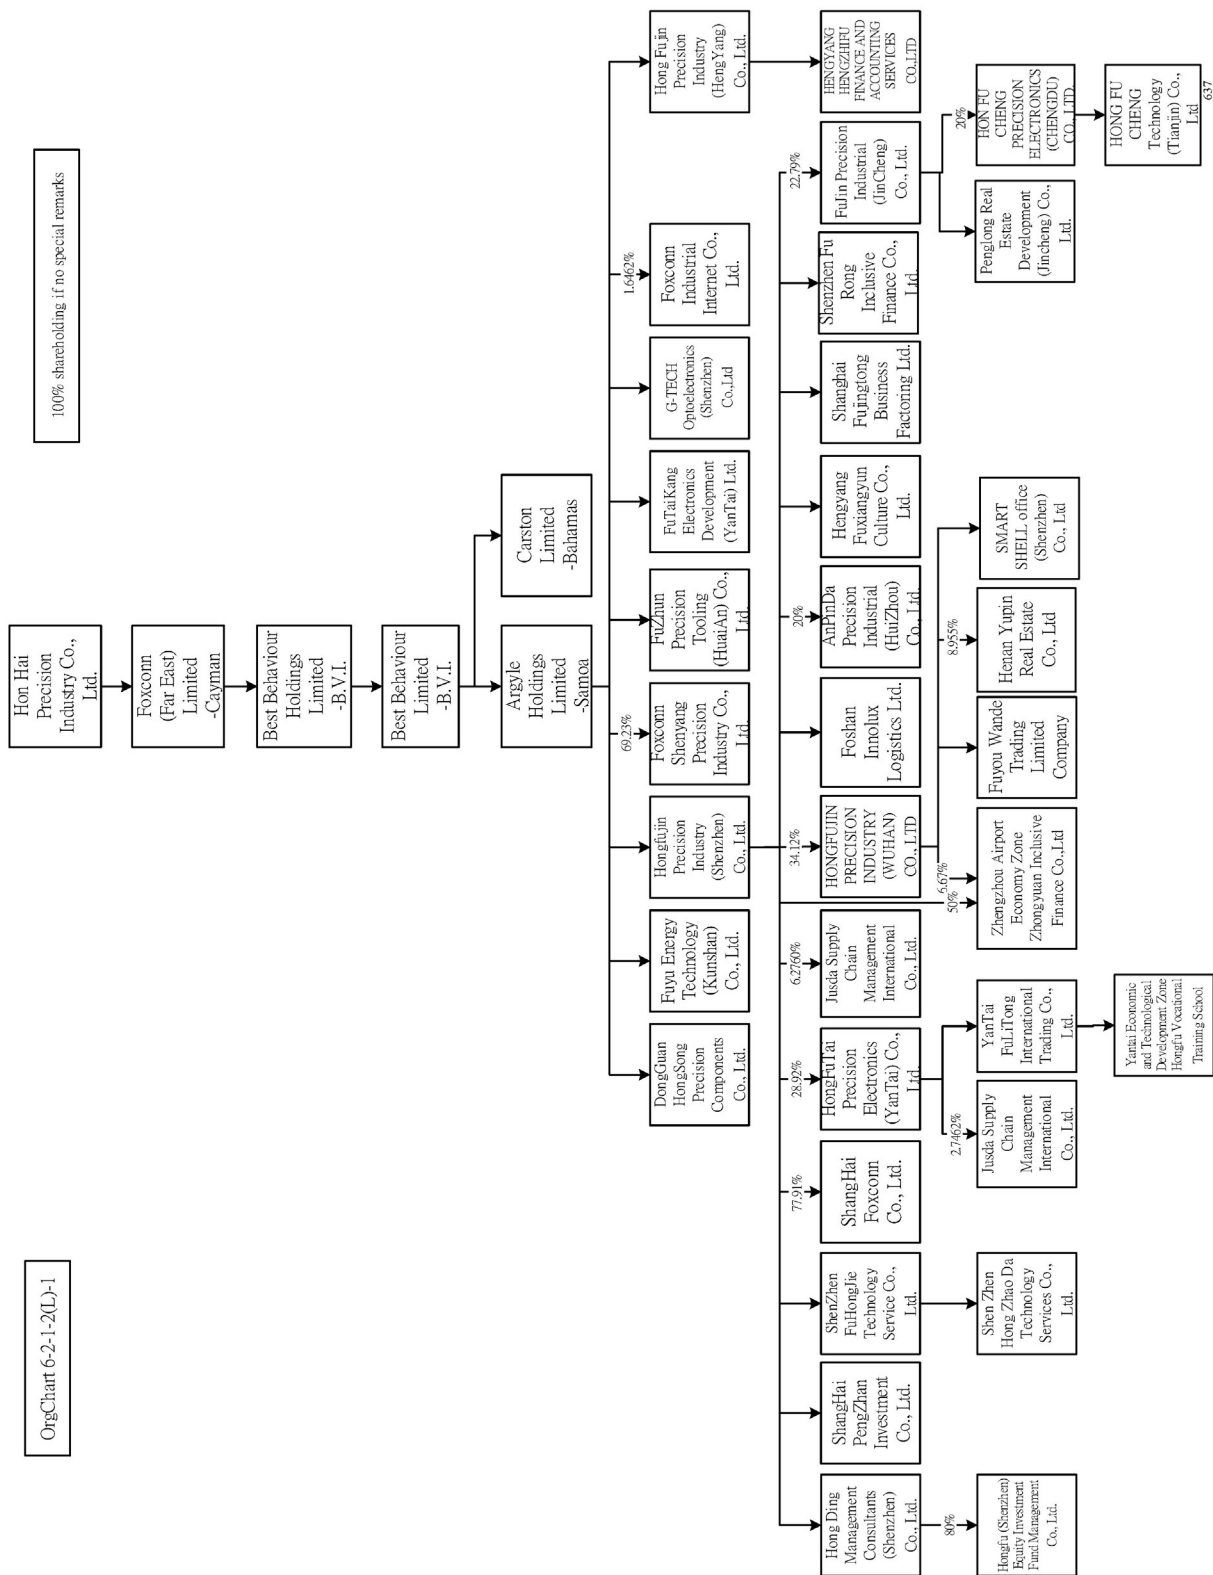 OrgChart 6-2-1-2(L)-1
100% shareholding if no special remarks
Hon Hai
Precision
Industry Co.,
Ltd.
Foxconn
(Far East)
Limited
-Cayman
Best Behaviour
Holdings
Limited
-B.V.I.
Best Behaviour
Limited
-B.V.I.
Argyle
Holdings
Limited
-Samoa
Carston
Limited
-Bahamas
DongGuan
HongSong
Precision
Components
Co., Ltd.
Fuyu Energy
Technology
(Kunshan)
Co., Ltd.
Hongfujin
Precision
Industry
(Shenzhen)
Co., Ltd.
69.23%
Foxconn
Shenyang
Precision
Industry Co.,
Ltd.
FuZhun
Precision
Tooling
(HuaiAn) Co.,
Ltd.
FuTaiKang
Electronics
Development
(YanTai) Ltd.
G-TECH
Optoelectronics
(Shenzhen)
Co.,Ltd
1.6462%
Foxconn
Industrial
Internet Co.,
Ltd.
Hong Fujin
Precision
Industry
(HengYang)
Co., Ltd.
Hong Ding
Management
Consultants
(Shenzhen)
Co., Ltd.
ShangHai
PengZhan
Investment
Co., Ltd.
ShenZhen
FuHongJie
Technology
Service Co.,
Ltd.
77.91%
ShangHai
Foxconn
Co., Ltd.
28.92%
HongFuTai
Precision
Electronics
(YanTai) Co.,
Ltd.
6.2760%
Jusda Supply
Chain
Management
International
Co., Ltd.
34.12%
HONGFUJIN
PRECISION
INDUSTRY
(WUHAN)
CO., LTD
Foshan
Innolux
Logistics Ltd.
20%
AnPinDa
Precision
Industrial
(HuiZhou)
Co., Ltd.
Hengyang
Fuxiangyun
Culture Co.,
Ltd.
Shanghai
Fujingtong
Business
Factoring Ltd.
Shenzhen Fu
Rong
Inclusive
Finance Co.,
Ltd.
22.79%
FuJin Precision
Industrial
(JinCheng)
Co., Ltd.
HENGYANG
HENGZHIFU
FINANCE AND
ACCOUNTING
SERVICES
CO.,LTD
80%
Hongfu (Shenzhen)
Equity Investment
Fund Management
Co., Ltd.
Shen Zhen
Hong Zhao Da
Technology
Services Co.,
Ltd.
2.7462%
Jusda Supply
Chain
Management
International
Co., Ltd.
YanTai
FuLiTong
International
Trading Co.,
Ltd.
50%
6.67%
Zhengzhou Airport
Economy Zone
Zhongyuan Inclusive
Finance Co.,Ltd
Fuyou Wande
Trading
Limited
Company
8.955%
Henan Yupin
Real Estate
Co., Ltd
SMART
SHELL office
(Shenzhen)
Co., Ltd
Penglong Real
Estate
Development
(Jincheng) Co.,
Ltd.
20%
HON FU
CHENG
PRECISION
ELECTRONICS
(CHENGDU)
CO., LTD.
Yantai Economic
and Technological
Development Zone
Hongfu Vocational
Training School
HONG FU
CHENG
Technology
(Tianjin) Co.,
Ltd
637